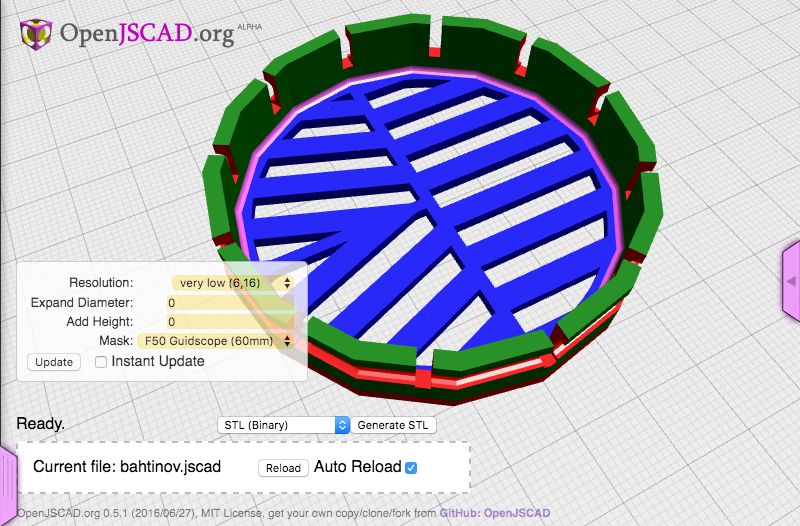 OpenJSCAD.org ALPHA
Resolution: very low (6,16)
Expand Diameter: 0
Add Height: 0
Mask: F50 Guidscope (60mm)
Update Instant Update
Ready. STL (Binary) Generate STL
Current file: bahtinov.jscad Reload Auto Reload
OpenJSCAD.org 0.5.1 (2016/06/27), MIT License, get your own copy/clone/fork from GitHub: OpenJSCAD